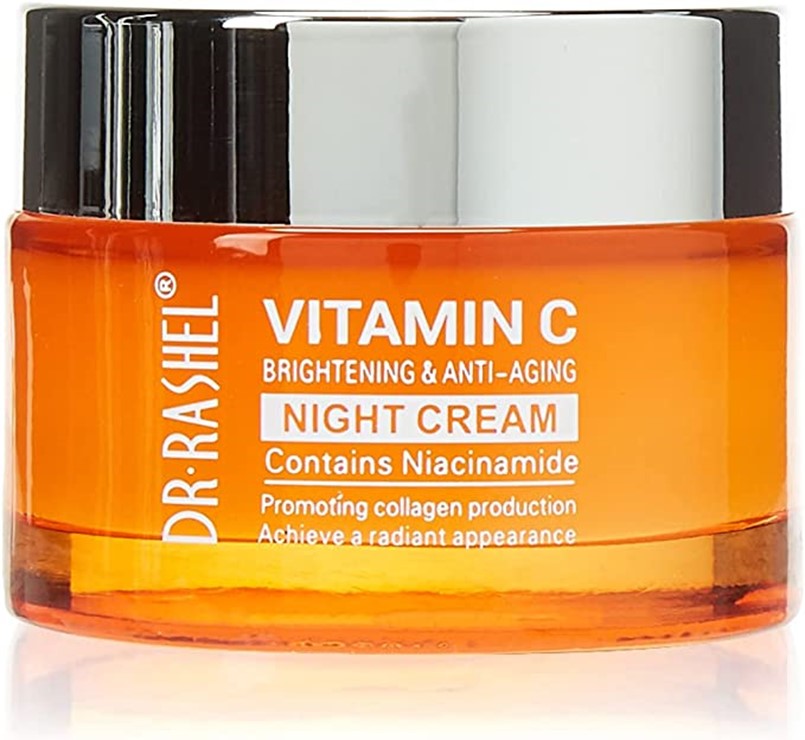 DR·RASHEL®
VITAMIN C
BRIGHTENING & ANTI-AGING
NIGHT CREAM
Contains Niacinamide
Promoting collagen production
Achieve a radiant appearance